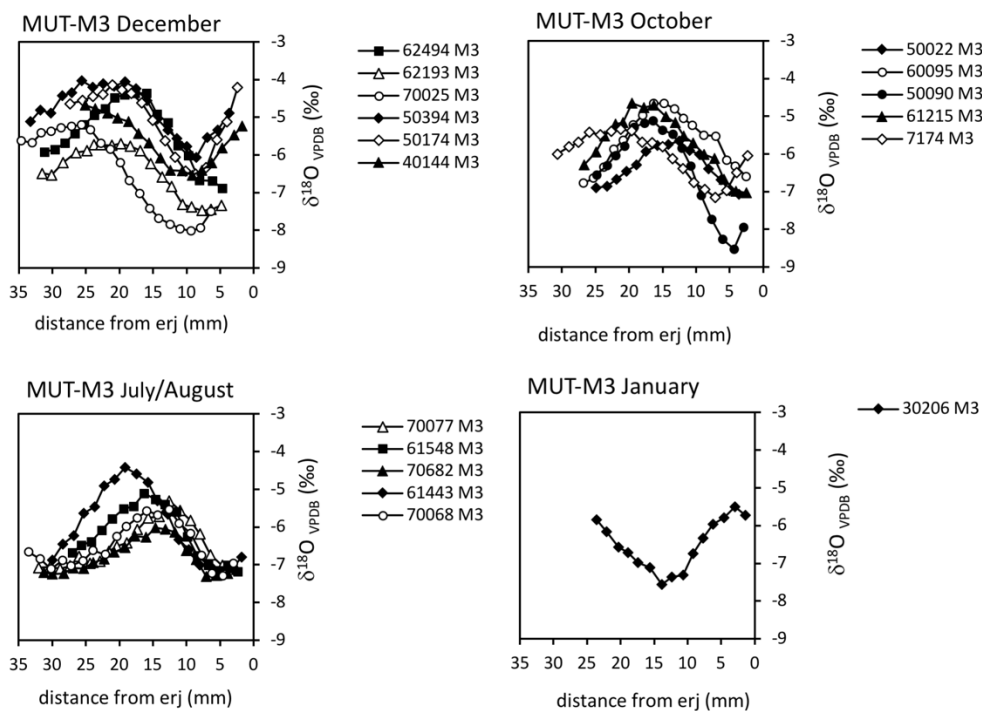 MUT-M3 December
-3
-4
-5
-6
-7
-8
-9
δ¹⁸O VPDB (‰)
35 30 25 20 15 10 5 0
distance from erj (mm)
62494 M3
62193 M3
70025 M3
50394 M3
50174 M3
40144 M3
MUT-M3 October
-3
-4
-5
-6
-7
-8
-9
δ¹⁸O VPDB (‰)
35 30 25 20 15 10 5 0
distance from erj (mm)
50022 M3
60095 M3
50090 M3
61215 M3
7174 M3
MUT-M3 July/August
-3
-4
-5
-6
-7
-8
-9
δ¹⁸O VPDB (‰)
35 30 25 20 15 10 5 0
distance from erj (mm)
70077 M3
61548 M3
70682 M3
61443 M3
70068 M3
MUT-M3 January
-3
-4
-5
-6
-7
-8
-9
δ¹⁸O VPDB (‰)
35 30 25 20 15 10 5 0
distance from erj (mm)
30206 M3